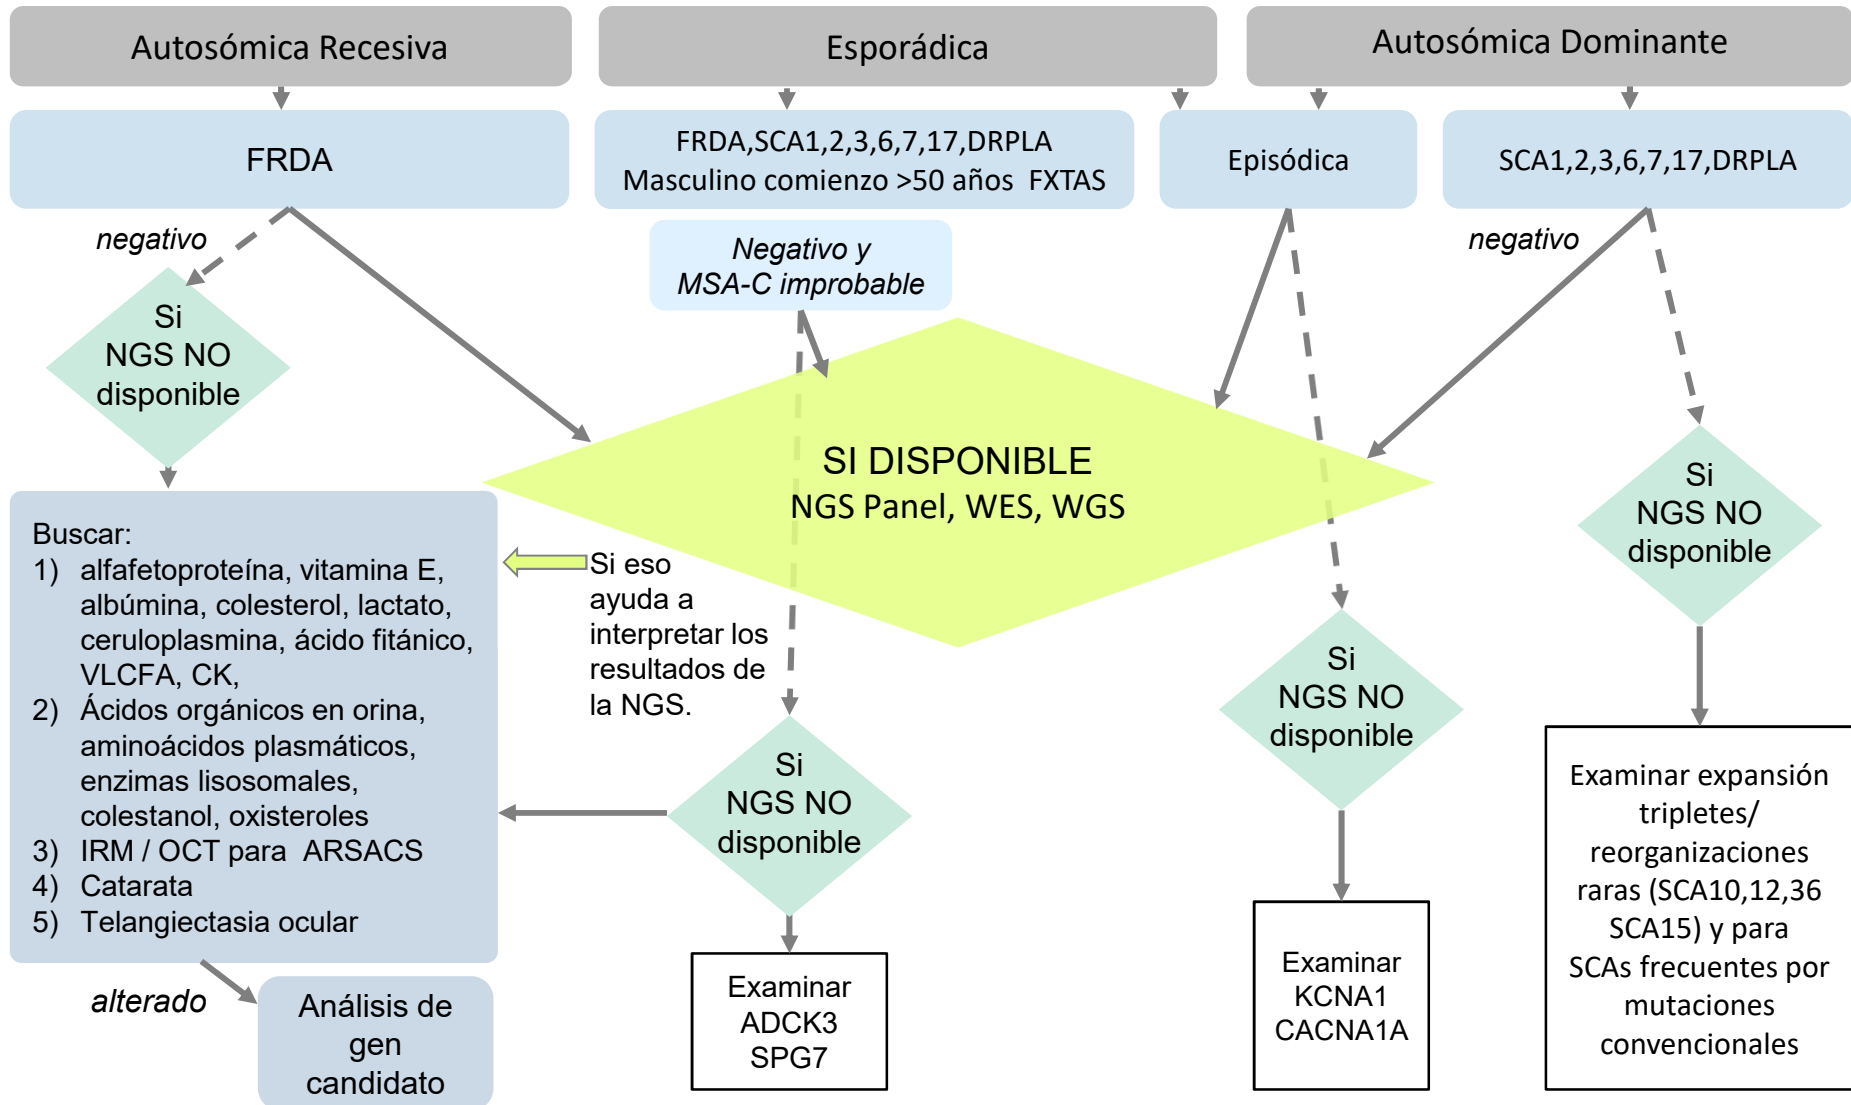 Autosómica Recesiva
Esporádica
Autosómica Dominante
FRDA
FRDA,SCA1,2,3,6,7,17,DRPLA
Masculino comienzo >50 años FXTAS
Episódica
SCA1,2,3,6,7,17,DRPLA
negativo
Negativo y
MSA-C improbable
negativo
Si
NGS NO
disponible
SI DISPONIBLE
NGS Panel, WES, WGS
Si
NGS NO
disponible
Buscar:
1) alfafetoproteína, vitamina E,
albúmina, colesterol, lactato,
ceruloplasmina, ácido fitánico,
VLCFA, CK,
2) Ácidos orgánicos en orina,
aminoácidos plasmáticos,
enzimas lisosomales,
colestanol, oxisteroles
3) IRM / OCT para ARSACS
4) Catarata
5) Telangiectasia ocular
Si eso
ayuda a
interpretar los
resultados de
la NGS.
Si
NGS NO
disponible
Si
NGS NO
disponible
alterado
Análisis de
gen
candidato
Examinar
ADCK3
SPG7
Examinar
KCNA1
CACNA1A
Examinar expansión
tripletes/
reorganizaciones
raras (SCA10,12,36
SCA15) y para
SCAs frecuentes por
mutaciones
convencionales